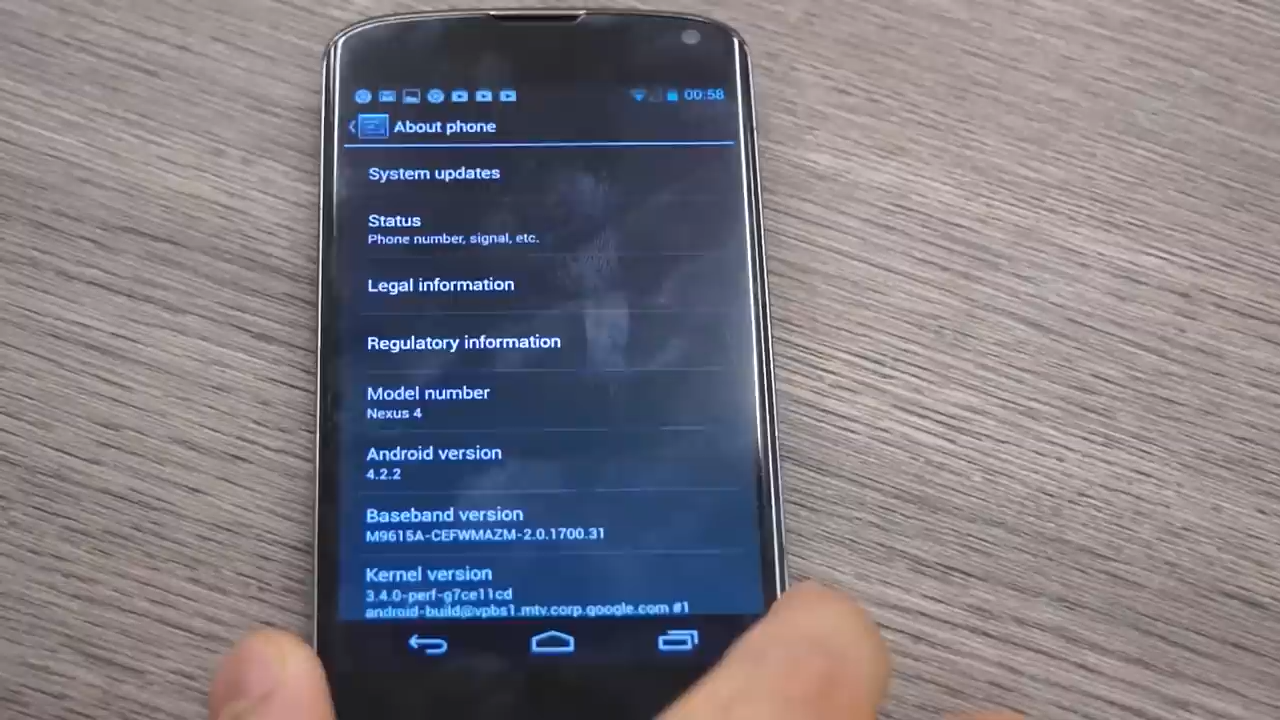 00:58
About phone
System updates
Status
Phone number, signal, etc.
Legal information
Regulatory information
Model number
Nexus 4
Android version
4.2.2
Baseband version
M9615A-CEFWMAZM-2.0.1700.31
Kernel version
3.4.0-perf-g7ce11cd
android-build@vpbs1.mtv.corp.google.com #1